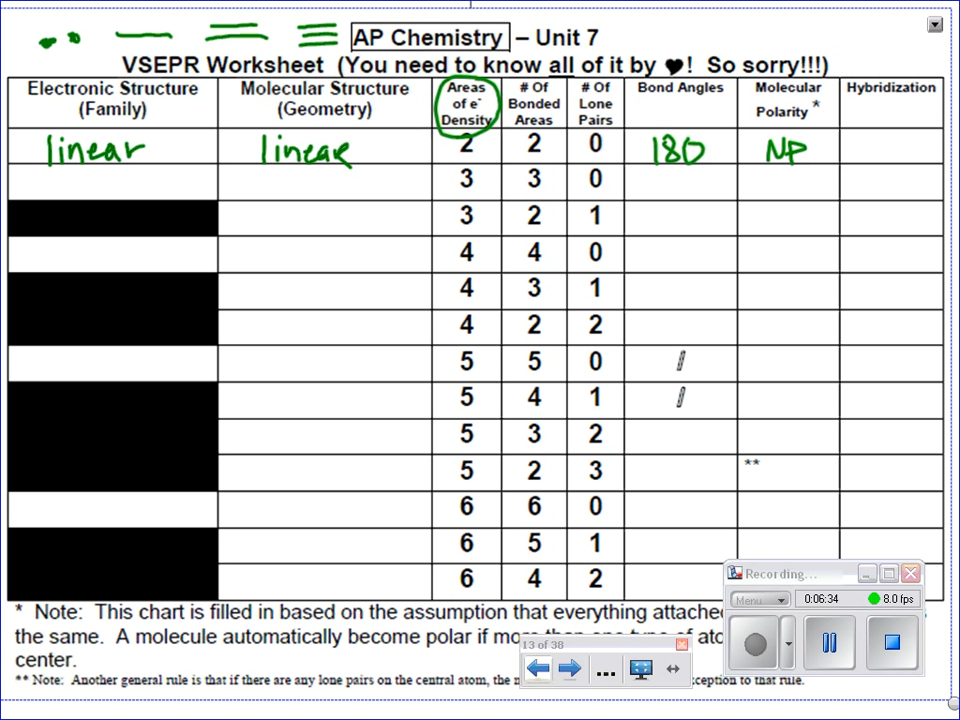 AP Chemistry – Unit 7
VSEPR Worksheet (You need to know all of it by ♥! So sorry!!!)
Electronic Structure (Family) Molecular Structure (Geometry) Areas of e- Density # Of Bonded Areas # Of Lone Pairs Bond Angles Molecular Polarity * Hybridization
linear linear 2 2 0 180 NP
3 3 0
3 2 1
4 4 0
4 3 1
4 2 2
5 5 0 //
5 4 1 //
5 3 2
5 2 3 **
6 6 0
6 5 1
6 4 2
Recording...
Menu 0:06:34 8.0 fps
13 of 38
* Note: This chart is filled in based on the assumption that everything attached
the same. A molecule automatically become polar if more than one type of
center.
** Note: Another general rule is that if there are any lone pairs on the central atom, the exception to that rule.